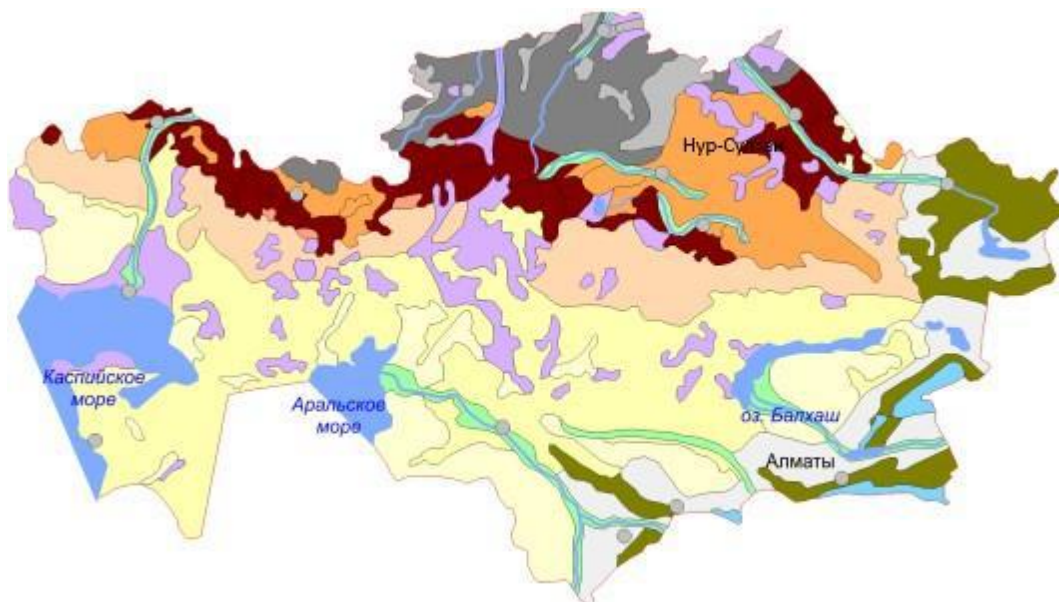 Нур-Султан
Каспийское
море
Аральское
море
оз. Балхаш
Алматы